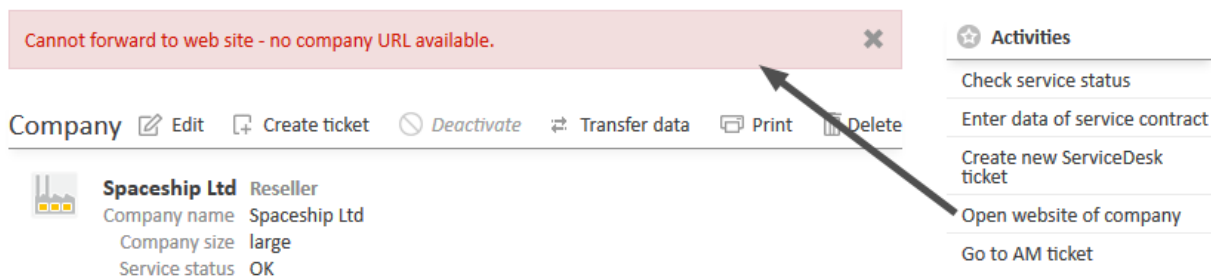 Cannot forward to web site - no company URL available.
Company Edit Create ticket Deactivate Transfer data Print Delete
Spaceship Ltd Reseller
Company name Spaceship Ltd
Company size large
Service status OK
Activities
Check service status
Enter data of service contract
Create new ServiceDesk
ticket
Open website of company
Go to AM ticket